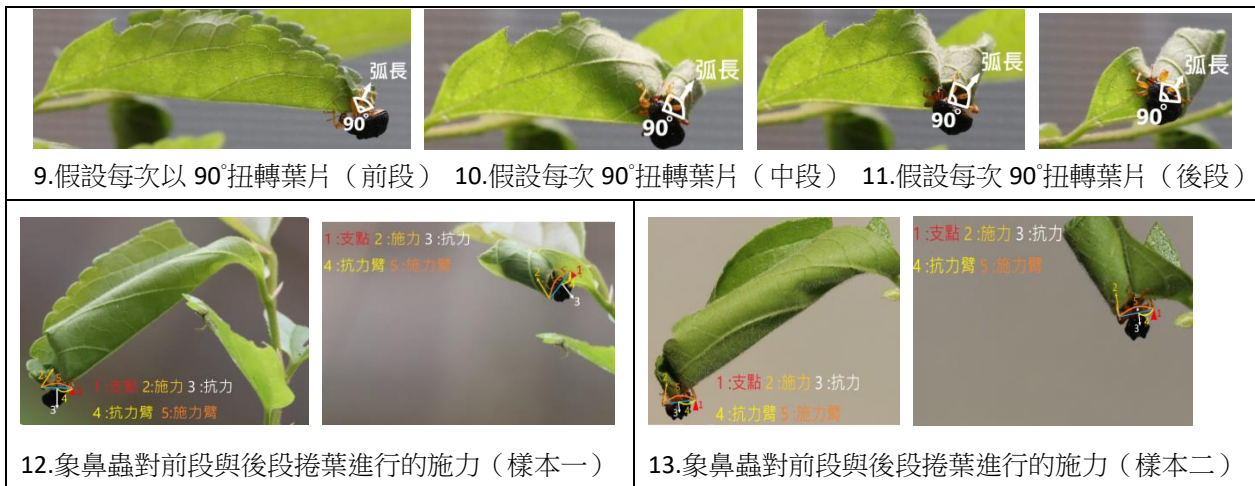 弧長
90°
弧長
90°
弧長
90°
弧長
90°
9.假設每次以 90°扭轉葉片（前段）
10.假設每次 90°扭轉葉片（中段）
11.假設每次 90°扭轉葉片（後段）
1 :支點 2:施力 3 :抗力
4 :抗力臂 5:施力臂
1 :支點 2 :施力 3 :抗力
4 :抗力臂 5 :施力臂
12.象鼻蟲對前段與後段捲葉進行的施力（樣本一）
1 :支點 2 :施力 3 :抗力
4 :抗力臂 5:施力臂
1 :支點 2 :施力 3 :抗力
4 :抗力臂 5 :施力臂
13.象鼻蟲對前段與後段捲葉進行的施力（樣本二）